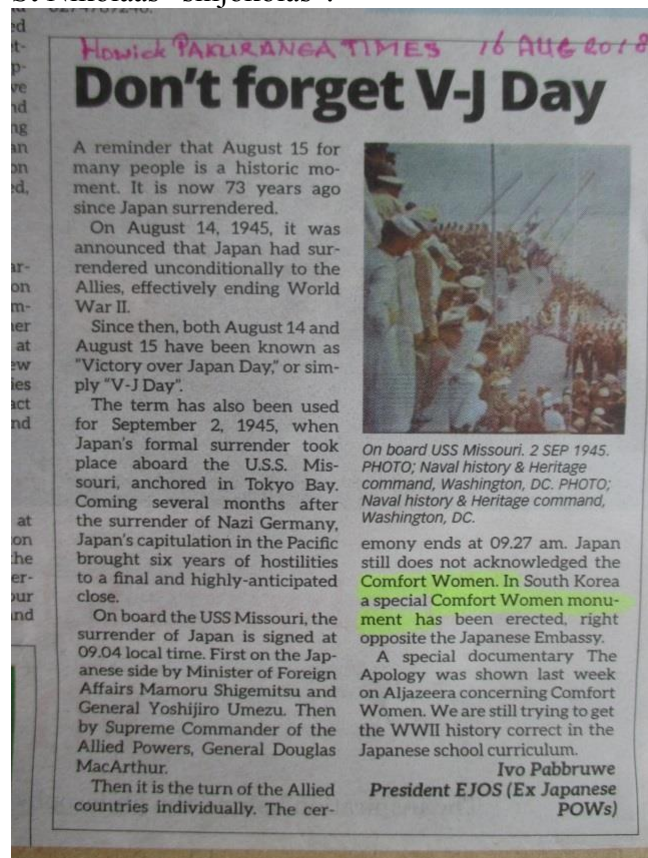 Howick PAKURANGA TIMES 16 AUG 2018
Don't forget V-J Day
A reminder that August 15 for
many people is a historic mo-
ment. It is now 73 years ago
since Japan surrendered.
On August 14, 1945, it was
announced that Japan had sur-
rendered unconditionally to the
Allies, effectively ending World
War II.
Since then, both August 14 and
August 15 have been known as
"Victory over Japan Day," or sim-
ply "V-J Day".
The term has also been used
for September 2, 1945, when
Japan's formal surrender took
place aboard the U.S.S. Mis-
souri, anchored in Tokyo Bay.
Coming several months after
the surrender of Nazi Germany,
Japan's capitulation in the Pacific
brought six years of hostilities
to a final and highly-anticipated
close.
On board the USS Missouri, the
surrender of Japan is signed at
09.04 local time. First on the Jap-
anese side by Minister of Foreign
Affairs Mamoru Shigemitsu and
General Yoshijiro Umezu. Then
by Supreme Commander of the
Allied Powers, General Douglas
MacArthur.
Then it is the turn of the Allied
countries individually. The cer-
On board USS Missouri. 2 SEP 1945.
PHOTO; Naval history & Heritage
command, Washington, DC. PHOTO;
Naval history & Heritage command,
Washington, DC.
emony ends at 09.27 am. Japan
still does not acknowledged the
Comfort Women. In South Korea
a special Comfort Women monu-
ment has been erected, right
opposite the Japanese Embassy.
A special documentary The
Apology was shown last week
on Aljazeera concerning Comfort
Women. We are still trying to get
the WWII history correct in the
Japanese school curriculum.
Ivo Pabbruwe
President EJOS (Ex Japanese
POWs)